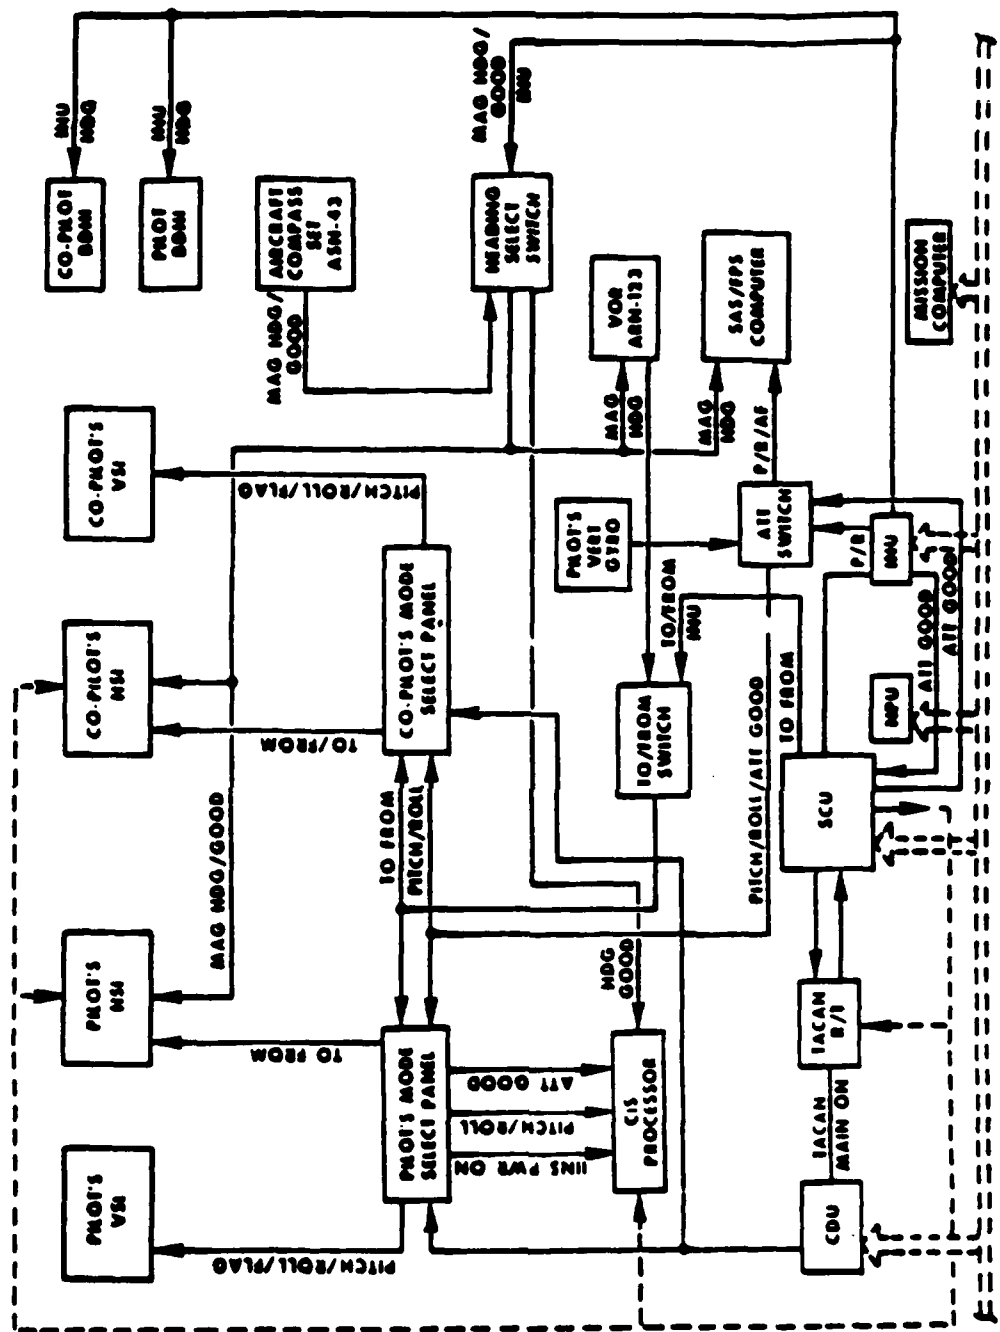 PILOT'S
VSI
PILOT'S
HSI
CO-PILOT'S
HSI
CO-PILOT'S
VSI
CO-PILOT
BDHI
PILOT
BDHI
INU
HDG
INU
HDG
AIRCRAFT
COMPASS
SET
ASN-43
MAG HDG/
GOOD
MAG HDG/
GOOD
INU
HEADING
SELECT
SWITCH
MAG HDG/GOOD
PITCH/ROLL/FLAG
TO FROM
TO/FROM
PITCH/ROLL/FLAG
PILOT'S MODE
SELECT PANEL
TO FROM
PITCH/ROLL
CO-PILOT'S MODE
SELECT PANEL
IINS PWR ON
PITCH/ROLL
ATT GOOD
HDG
GOOD
CIS
PROCESSOR
TO/FROM
SWITCH
TO/FROM
INU
PILOT'S
VERT
GYRO
VOR
ARN-123
MAG
HDG
MAG
HDG
SAS/FPS
COMPUTER
P/R/AF
ATT
SWITCH
PITCH/ROLL/ATT GOOD
TO FROM
P/R
INU
ATT GOOD
ATT GOOD
MPU
SCU
TACAN
R/T
TACAN
MAIN ON
CDU
MISSION
COMPUTER